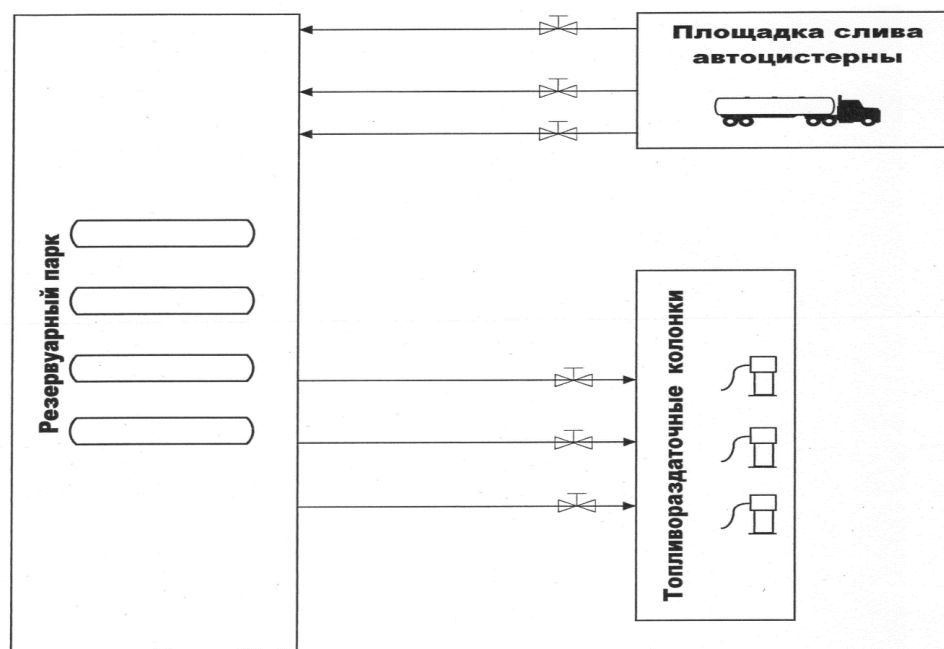 Площадка слива
автоцистерны
Резервуарный парк
Топливораздаточные колонки